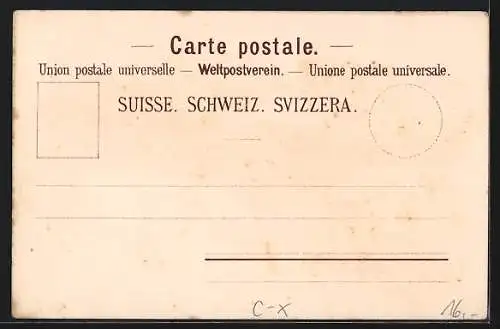 — Carte postale. —
Union postale universelle — Weltpostverein. — Unione postale universale.
SUISSE. SCHWEIZ. SVIZZERA.
C-X 16,-